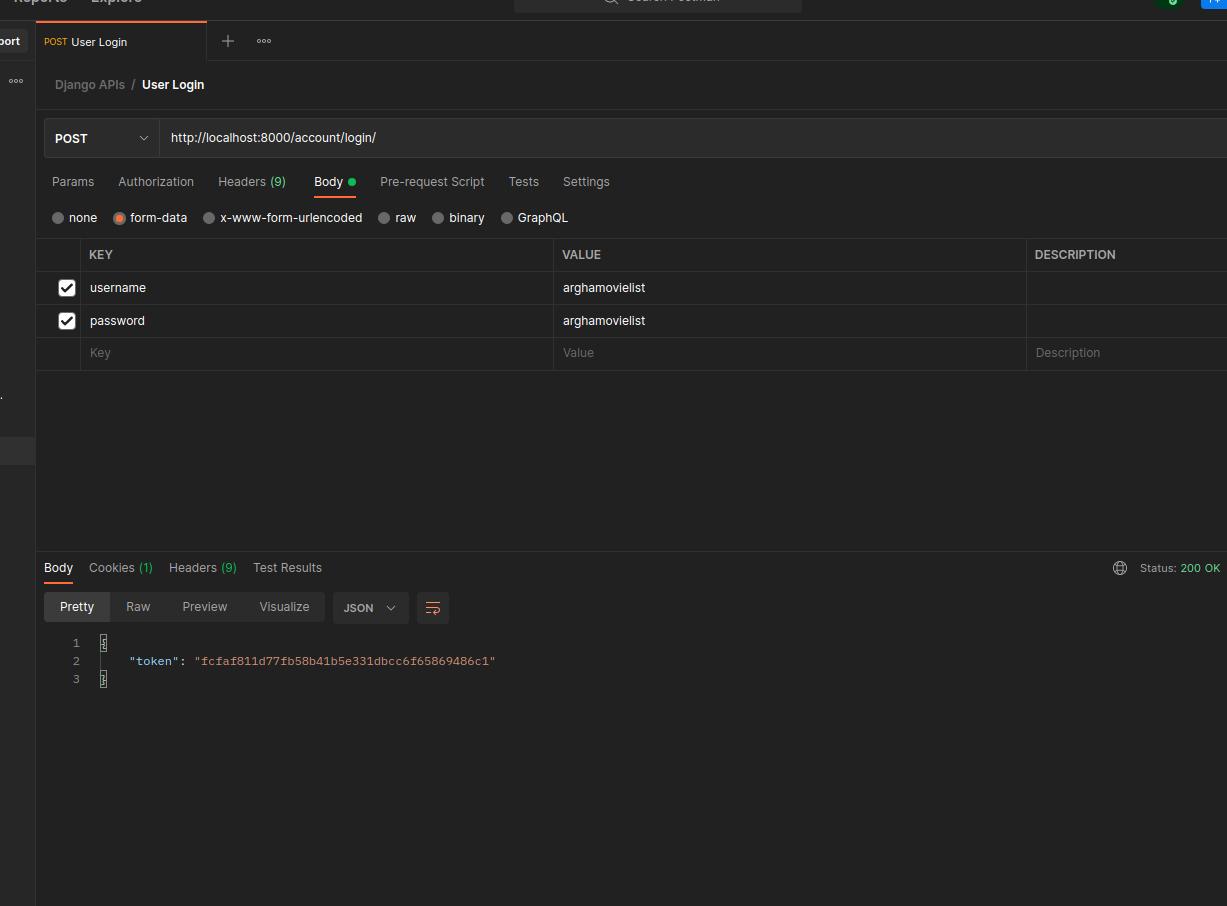 Reports Explore Search Postman
port POST User Login
Django APIs / User Login
POST http://localhost:8000/account/login/
Params Authorization Headers (9) Body Pre-request Script Tests Settings
none form-data x-www-form-urlencoded raw binary GraphQL
KEY VALUE DESCRIPTION
username arghamovielist
password arghamovielist
Key Value Description
Body Cookies (1) Headers (9) Test Results Status: 200 OK
Pretty Raw Preview Visualize JSON
1 {
2 "token": "fcfaf811d77fb58b41b5e331dbcc6f65869486c1"
3 }